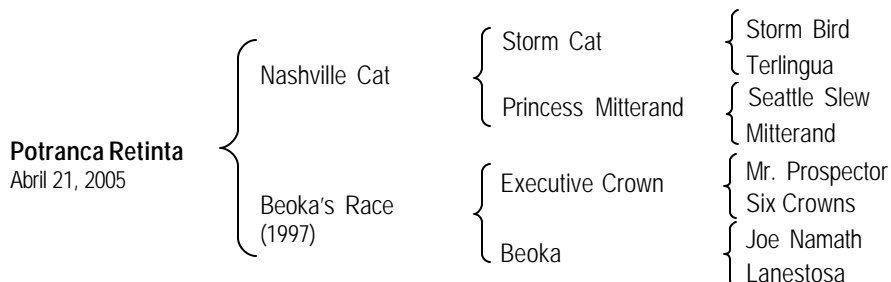 Storm Bird
Storm Cat
Terlingua
Nashville Cat
Princess Mitterand
Seattle Slew
Mitterand
Potranca Retinta
Abril 21, 2005
Executive Crown
Mr. Prospector
Six Crowns
Beoka's Race
(1997)
Beoka
Joe Namath
Lanestosa